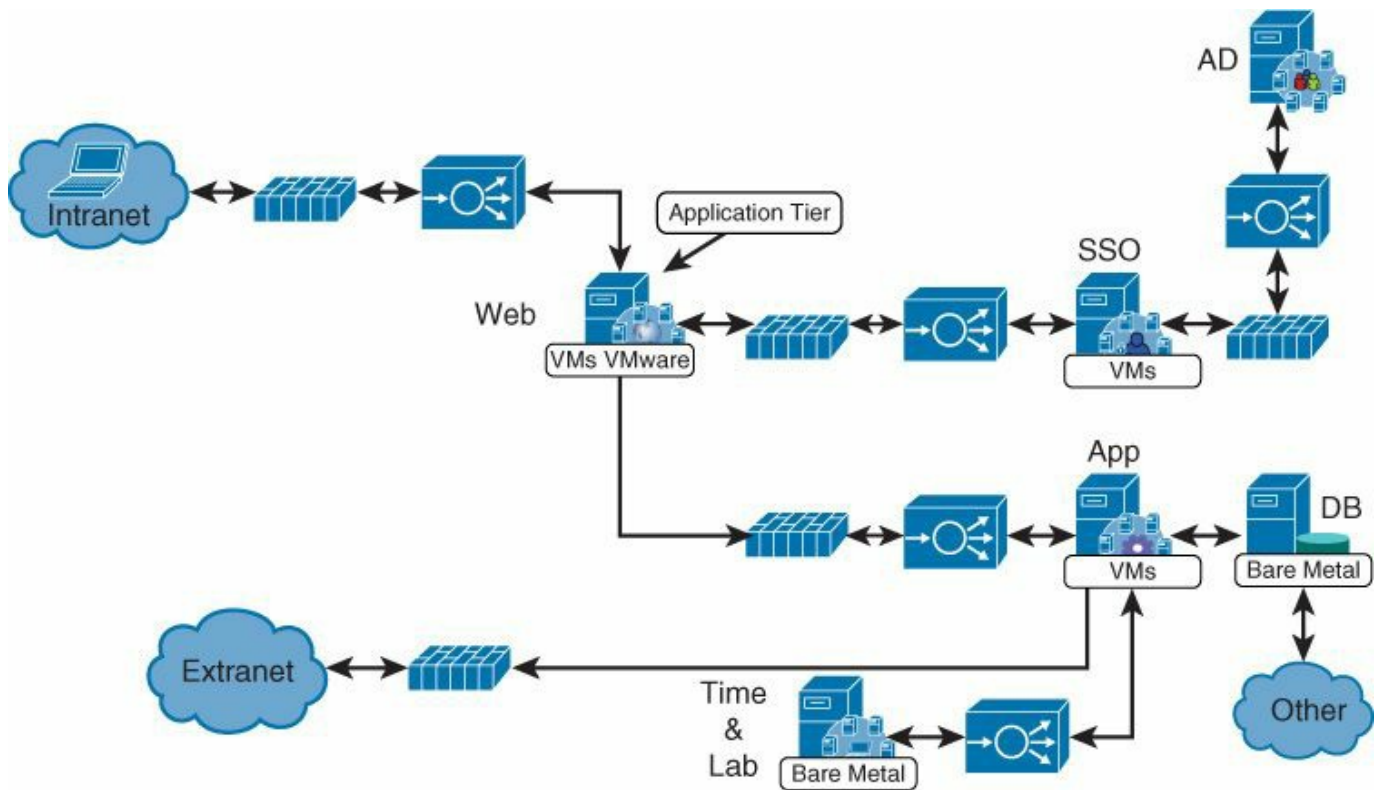 AD
Intranet
Application Tier
SSO
Web
VMs VMware
VMs
App
DB
VMs
Bare Metal
Extranet
Time
&
Lab
Other
Bare Metal